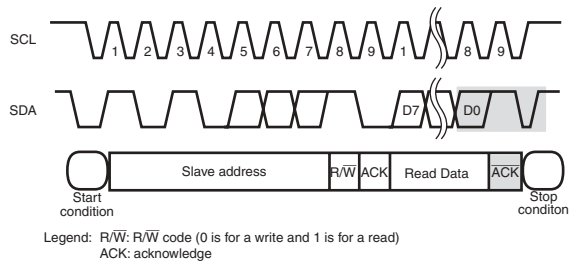 SCL
1 2 3 4 5 6 7 8 9 1 8 9
SDA
D7 D0
Slave address R/W̅ ACK Read Data A̅C̅K̅
Start
condition
Stop
conditon
Legend: R/W̅: R/W̅ code (0 is for a write and 1 is for a read)
ACK: acknowledge